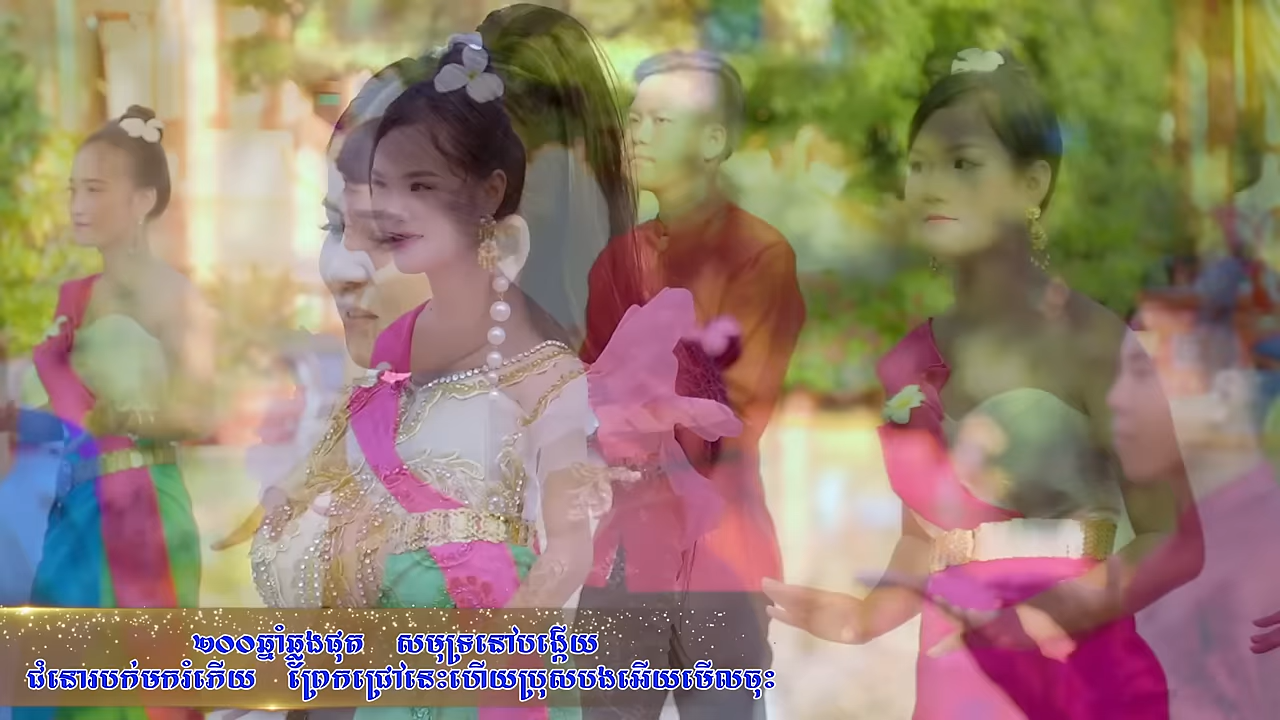 ២០០ឆ្នាំឆ្លងផុត សមុទ្រនៅបង្កើយ
ជំនោរបក់មករំភើយ ព្រែកជ្រៅនេះហើយប្រុសបងអើយមើលចុះ